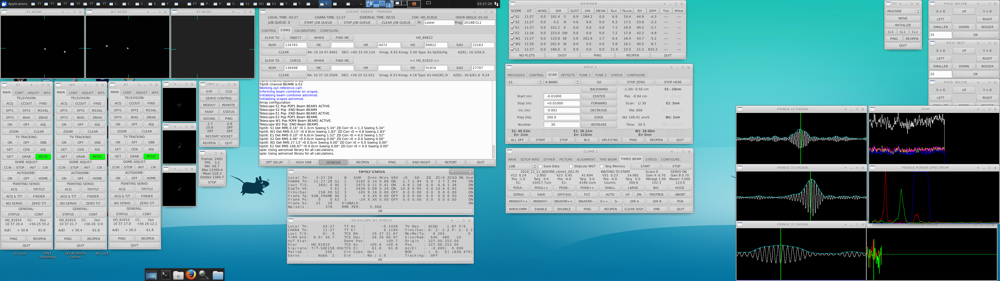 Applications
03:27:29
S1 ACQU
W1 ACQU
E1 ACQU
COSMIC DEBRIS - PRIMARY
LOCAL TIME: 03:27 CHARA TIME: 11:27 SIDEREAL TIME: 08:55 CHK: HD_91810 HOUR ANGLE:-01:42
JOB QUEUE: 0 START JOB QUEUE STOP JOB QUEUE CLEAR JOB QUEUE PI: Lester Prog: 2018B-CL1
CONTROL STARS CALIBRATORS CONFIGURE
SLEW TO OBJECT WHEN FIND IRC HD_89822
NUM 134793 IRC HR 4072 HD 89822 SAO 15163
CLEAR RA: 10 24 07.8461 DEC: +65 33 59.124 Vmag: 4.93 Kmag: 5.00 Type: A1:VpSiSrHg AZ/EL: 16.5/56.0
SLEW TO CHECK WHEN FIND IRC >> HD_91810 <<
NUM 136498 IRC HR HD 91810 SAO 27707
CLEAR RA: 10 37 20.5509 DEC: +56 25 52.831 Vmag: 6.53 Kmag: 4.18 Type: K1-IIIbCN1.5( AZ/EL: 30.6/61.8 9.24
Tiptilt channel BEAM6 is E2
Working out reference cart.
Informing beam combiner on scopes.
Initializing beam combiner astromod.
Initializing scopes astromod.
Array configuration:
Telescope S1 Pop POP1 Beam BEAM1 ACTIVE.
Telescope S2 Pop END Beam BEAM4
Telescope E1 Pop END Beam BEAM3 ACTIVE.
Telescope E2 Pop POP1 Beam BEAM6
Telescope W1 Pop POP4 Beam BEAM2 ACTIVE.
Telescope W2 Pop END Beam BEAM5
tiptilt: S1 Det RMS 0.16" r0 1.3cm Seeing 5.34" ZD Corr r0 = 1.3 Seeing 5.34"
tiptilt: W1 Det RMS 0.13" r0 4.8cm Seeing 1.83" ZD Corr r0 = 4.8 Seeing 1.83"
tiptilt: E1 Det RMS 0.10" r0 6.0cm Seeing 1.52" ZD Corr r0 = 6.0 Seeing 1.52"
tiptilt: S2 Det RMS 4.96" r0 0.0cm Seeing 0.00" ZD Corr r0 = 0.0 Seeing 0.00"
tiptilt: W2 Det RMS 27.13" r0 0.0cm Seeing 0.00" ZD Corr r0 = 0.0 Seeing 0.00"
tiptilt: E2 Det RMS 106.87" r0 0.0cm Seeing 0.00" ZD Corr r0 = 0.0 Seeing 0.00"
ople: Using astromod library for all calculations.
ople: Using astromod library for all calculations.
OPT DELAY HIGH SNR VERBOSE REOPEN PING END NIGHT REPORT QUIT
S1
MAIN CONT ADJUST WFS
TELEVISION:
ACQ CCOUT FIND
SPY1 SPY2 M10AL
SPY3 BIAS ZBIAS
ON OFF ADJ
ZOOM CLEAR
TV TRACKING:
ON OFF SBB
SET CEN ADJ
GET GRAB MOVE
DOME ADJUST:
CCW STOP INIT CW
AUTODOME:
ON OFF HOME
POINTING SERVO:
ACQ TIP/TILT
ACQ & T/T FINDER
NO SERVO ZERO T/T
GENERAL:
STATUS CONT
HD_91810 CC: Out
10 37 20.4 +56 25 55.2
AzEl + 30.8 61.8
PING REOPEN
QUIT
W1
MAIN CONT ADJUST WFS
TELEVISION:
ACQ CCOUT FIND
SPY1 SPY2 M10AL
SPY3 BIAS ZBIAS
ON OFF ADJ
ZOOM CLEAR
TV TRACKING:
ON OFF SBB
SET CEN ADJ
GET GRAB MOVE
DOME ADJUST:
CCW STOP INIT CW
AUTODOME:
ON OFF HOME
POINTING SERVO:
ACQ TIP/TILT
ACQ & T/T FINDER
NO SERVO ZERO T/T
GENERAL:
STATUS CONT
HD_91810 CC: Out
10 37 21.7 +56 26 0.9
AzEl + 30.4 61.8
PING REOPEN
QUIT
E1
MAIN CONT ADJUST WFS
TELEVISION:
ACQ CCOUT FIND
SPY1 SPY2 M10AL
SPY3 BIAS ZBIAS
ON OFF ADJ
ZOOM CLEAR
TV TRACKING:
ON OFF SBB
SET CEN ADJ
GET GRAB MOVE
DOME ADJUST:
CCW STOP INIT CW
AUTODOME:
ON OFF HOME
POINTING SERVO:
ACQ TIP/TILT
ACQ & T/T FINDER
NO SERVO ZERO T/T
GENERAL:
STATUS CONT
HD_91810 CC: Out
10 37 17.8 +56 26 12.1
AzEl + 30.5 61.8
PING REOPEN
QUIT
E1 Lurk
OPLE Secondary
VEGA Central Control
W1 Lurk
TIPT
EXP CCD
SERVO CONTROL
MODX/Y REMOTE
FAINT STATUS
SEEING PING
2.7 6.8
10.6 OFF
OFF OFF
RESTART SOCKET
REOPEN QUIT
Frames 2491
FPS 3.2
Min -56.7
Max 12369.4
Mean 528.3
Stddev 1384.7
STOP
TIPTILT STATUS
Local Tm: 3:27:28 N SUM Drms Mrms SRV r0 SD ZD ZCr0 ZCSD MS Snd
CHARA Tm: 11:27:28 S1 1 3182 0.14 0.89 ON 2.7 2.94 0.0 2.7 2.94 ON
Lost T/S: 360/ 0 W1 1 1973 0.11 0.41 ON 6.8 1.38 0.0 6.8 1.38 ON
ExpTm mS: 5 E1 1 3436 0.09 0.29 ON 10.6 0.95 0.0 10.6 0.95 ON
Frms/Sec: 158.00 S2 3 105 9.16 0.00 OFF 0.0 0.00 0.0 0.0 0.00 ON
Frame Tp: SUB_FRAME W2 3 4 X.XX 0.00 OFF 0.0 0.00 0.0 0.0 0.00 ON
Frame Ps: 0 0 E2 3 -24 X.XX 0.00 OFF 0.0 0.00 0.0 0.0 0.00 ON
Frame Sz: 21 18 SIGNALS: ON
Npixels : 378 RMS PER: 5.000
OK
TELESCOPE W1 STATUS
Local Tm: 03:27 TT Az : -0.1428 TV Dev : ACQU 1.87 F/S
CHARA Tm: 11:27 TT El : 0.1194 Frms/Sec: D- 2: 2.2 P- 2: 2.2
Lost T/S: 0/ 0 TCS RA : 10 37 21.67 Mn/Mx/To: 0 204 0
T/RH bnk: 9.0/ 30.7 TCS Dec : 56 26 00.97 Size/Rad: 640 480 10
huT Stat: Dome Pos: +30.7 Origin : 327.00,253.00
Star : HD_91810 TCS Az : +30.4 +30.4 Pos : 327.00,253.00
Sig/rate: T/T-SOC158.0Hz TCS El : 61.8 61.8 Az/El : -0.000/ 0.000
Period : 100 Crn Cube: Out BOX : ( 0, 0) (639,479)
Servo : Wobb 1 Sin : No / 1.0 Tracking: OFF
OK
WEATHER
SCOPE UT WIND DIR GUST DIR MEAN Tout Tbunk RH DP/P Ttel RHtel
S1 11:27 0.0 181.4 S 6.9 184.2 0.0 6.9 19.4 44.9 -4.3 ---- ----
S2 11:27 0.0 4.2 N 4.6 9.8 0.0 6.3 17.5 53.8 -2.3 ---- ----
E1 11:27 0.0 101.2 E 0.0 0.0 0.0 7.3 19.9 49.2 -2.7 ---- ----
E2 11:26 0.0 223.6 SW 0.0 0.0 0.0 7.2 17.9 42.2 -4.9 ---- ----
W1 11:27 0.0 123.8 SE 5.6 261.6 1.7 6.4 16.4 43.7 -5.2 ---- ----
W2 11:26 0.0 261.6 W 0.0 0.0 0.0 5.8 16.1 40.5 -6.7 ---- ----
L1 11:27 0.0 180.0 S 0.0 0.0 0.0 21.9 23.5 21.5 825.2 ---- ----
NO PLOTS DUST PING REOPEN QUIT
OPLE_1
MESSAGES CONTROL SCAN OFFSETS TUNE 1 TUNE 2 STATUS CONFIGURE
S1 K BAND GO STOP ZERO STOP HERE
BACKWARD -1.50/ -0.50 cm S1: -10nm
Start (m) -0.01000 CENTER Pos: -0.94 cm
Stop (m) +0.01000 FORWARD Scan: 1/ 30 E1: 5nm
Inc (m) 0.001 DECREASE File: 000
Freq (Hz) 200.0 EDGE Vel: 149.41 um/S W1: 1nm
Number 30 INCREASE Time: 30 S
S1: 40.53m E1: 36.22m W1: 26.00m
Err -1nm Err -110nm Err 0nm
ALL OFF START STOP BLS OPLESYNC PING REOPEN QUIT
CLIMB_1
MAIN SETUP NIRO DITHER PICTURE ALIGNMENT TWO BEAM THREE BEAM STATUS CONFIGURE
LAB Save Data SkipLow WGT Targ Memory START STOP
2018_12_11_NOSTAR_climb1_001.fit WAITING TO START. Scans 0 SERVO ON
V12 0.24 2.905 V23 0.45 41.694 V31 0.23 14.982 Gain A -0.70 Gain B 0.70
Pos -1.0 Targ 0.0 Pos -4.0 Targ 0.0 Pos -4.9 Targ 0.0 Minwgt 1.00 Maxerr 3.000
S1: -10417.7um E1: -4166.3um Counts: 160.6 152.3 123.0
POSA-- POSA++ POSB-- POSB++ SMALL LARGE BIG HUGE
SERVO SAVE DIFF/SIG FILT AUTO UP DN FRGTRCK ABORT
MINWGT++ MINWGT-- MAXERR++ MAXERR-- G++ G-- DIR A DIR B PSN
NIROCOMM ENABLE DISABLE PING REOPEN CLEAR DISP VME QUIT
P7
IR(4)56B
MOVE
INITIALIZE
CLS CL1 CL2
PING REOPEN
QUIT
PICO: IR123B
X = 0 UP Y = 0
LEFT RIGHT
SMALLER DOWN BIGGER
25 OK
PICO: IR23
X = 0 UP Y = 0
LEFT RIGHT
SMALLER DOWN BIGGER
25 OK
PICO: IR123A
X = 0 UP Y = 0
LEFT RIGHT
FRINGE 12 SIGNAL
SUM
FRINGE 23 SIGNAL
FRINGE POWER SPECTRUM
FRINGE 31 SIGNAL
CLOSURE PHASE